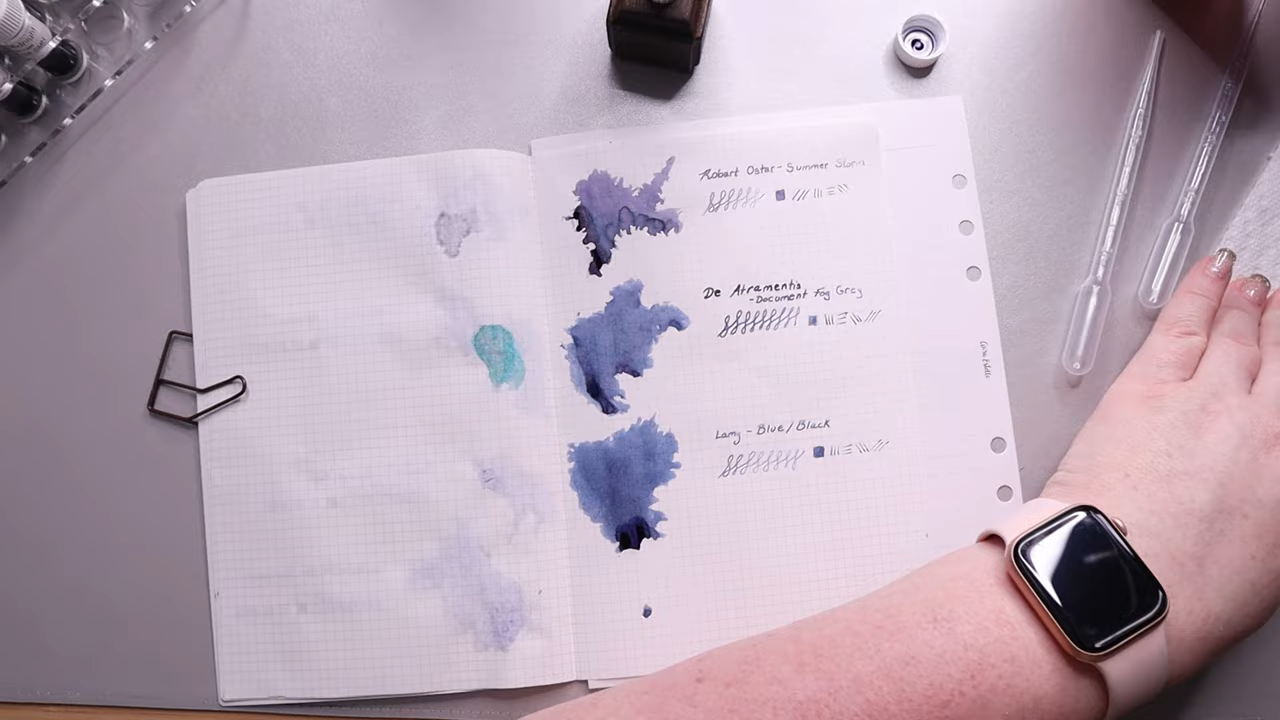 Robert Oster - Summer Storm
De Atramentis
- Document Fog Grey
Lamy - Blue/Black